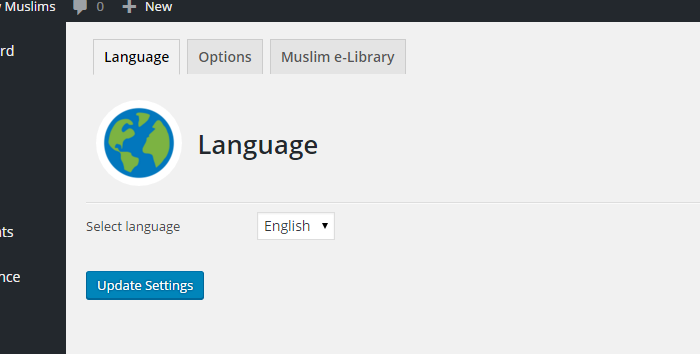 Muslims 0 New
rd
Language Options Muslim e-Library
Language
nts
Select language English
nce
Update Settings